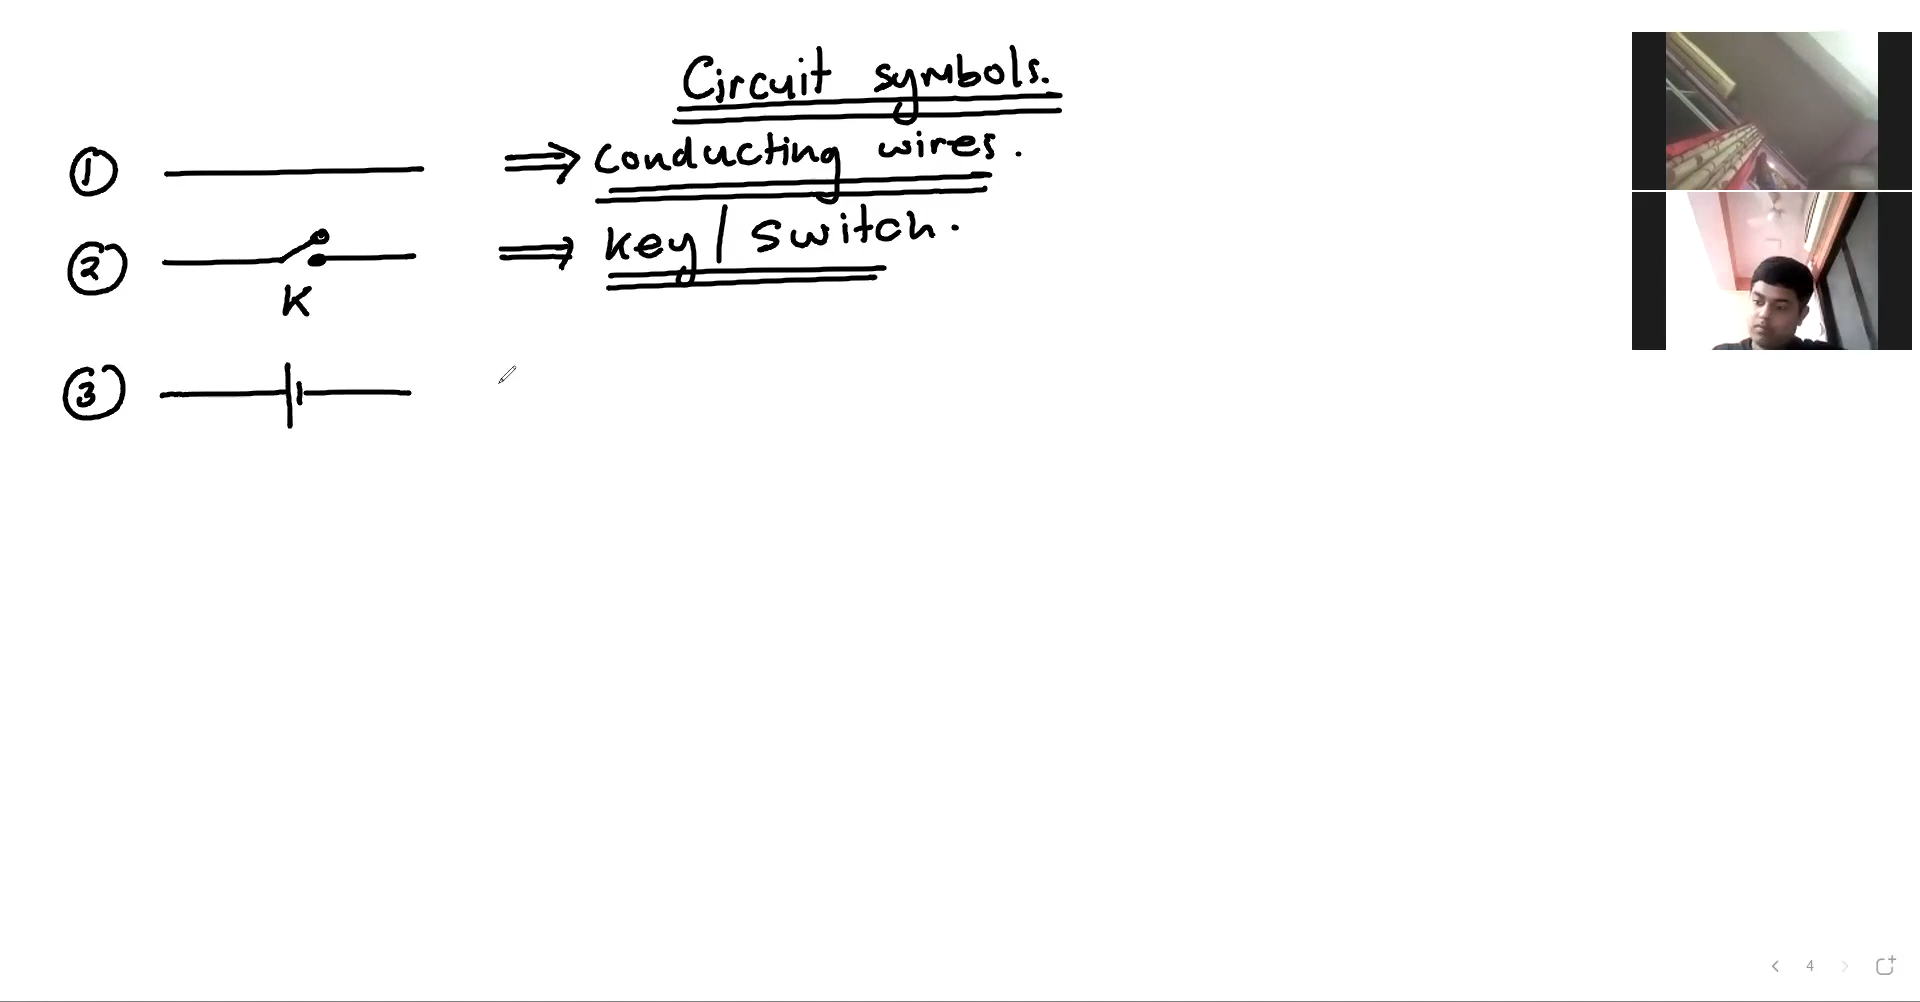 Circuit symbols.
① ⇒ conducting wires.
② ⇒ key / switch.
K
③
4